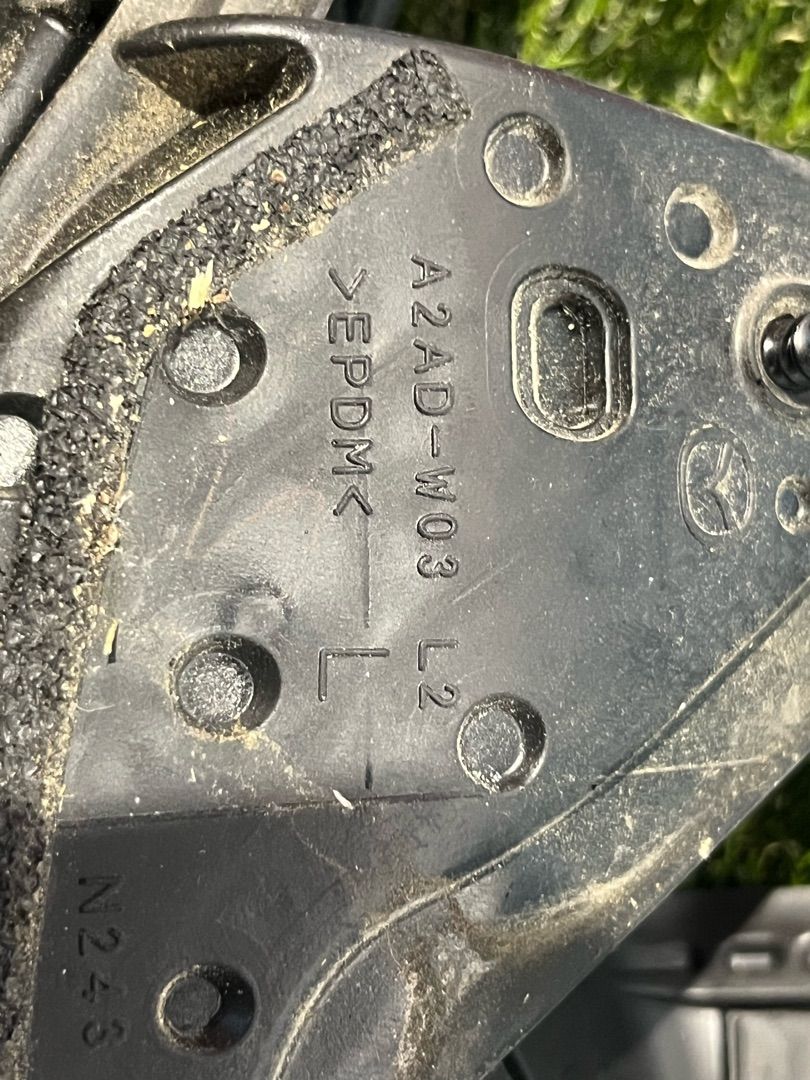 A2AD-W03 L2
>EPDM<
L
N243